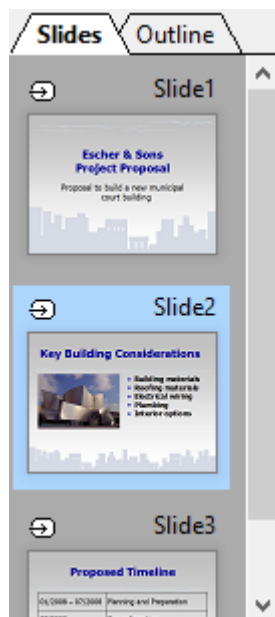 Slides Outline
Slide1
Escher & Sons
Project Proposal
Proposal to build a new municipal
court building
Slide2
Key Building Considerations
• Building materials
• Roofing materials
• Electrical wiring
• Plumbing
• Interior options
Slide3
Proposed Timeline
01/2008 – 07/2008 Planning and Preparation